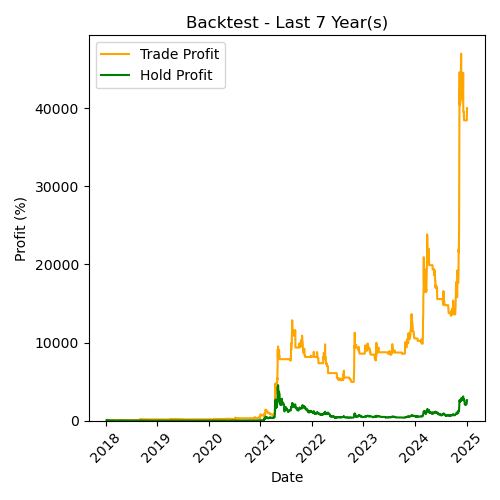 Backtest - Last 7 Year(s)
Trade Profit
Hold Profit
Profit (%)
40000
30000
20000
10000
0
2018 2019 2020 2021 2022 2023 2024 2025
Date